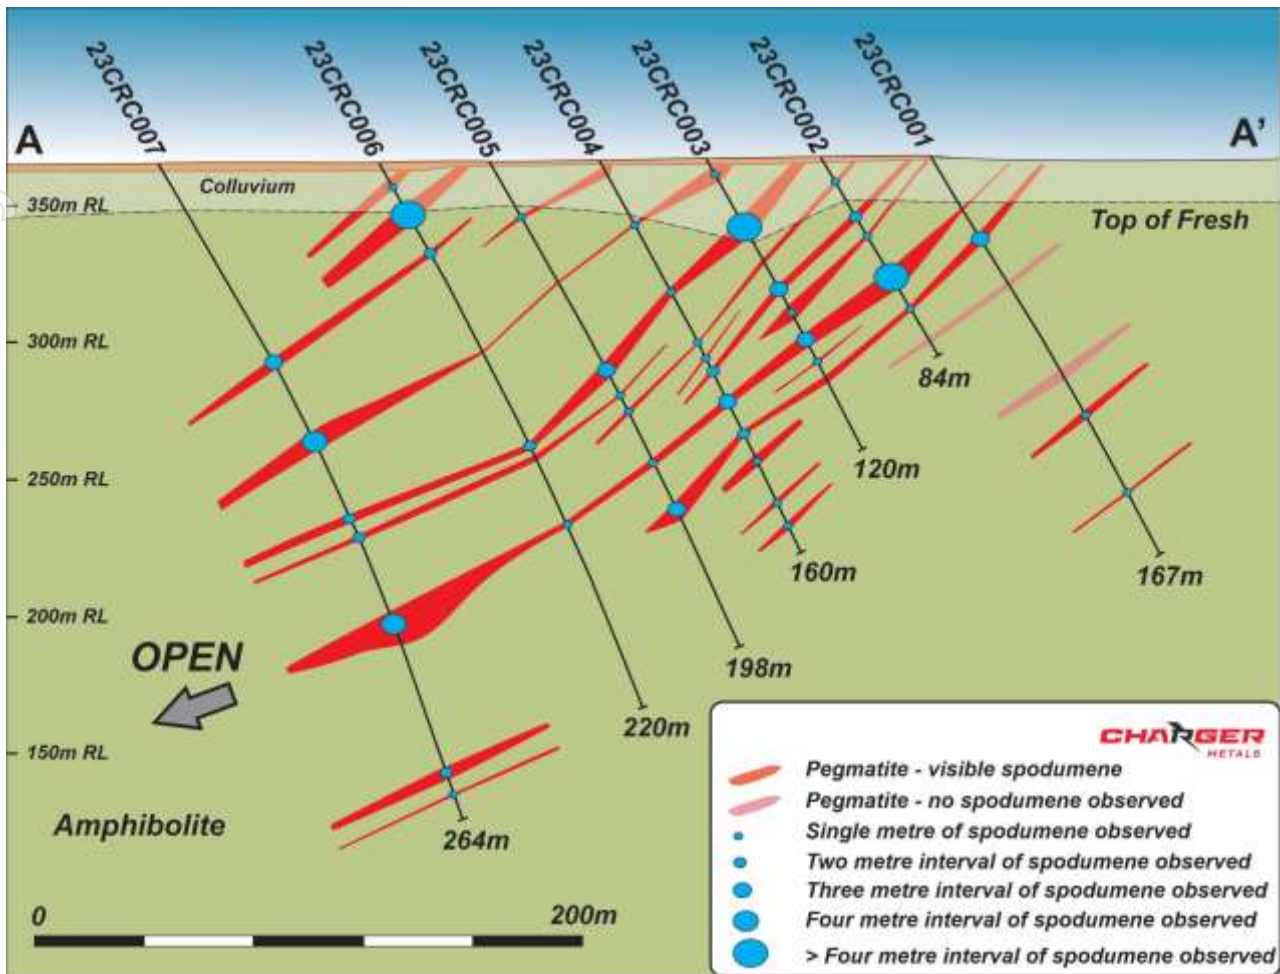 23CRC007
23CRC006
23CRC005
23CRC004
23CRC003
23CRC002
23CRC001
A
A'
Colluvium
350m RL
Top of Fresh
300m RL
84m
120m
250m RL
160m
167m
200m RL
OPEN
198m
220m
150m RL
264m
Amphibolite
CHARGER
METALS
Pegmatite - visible spodumene
Pegmatite - no spodumene observed
Single metre of spodumene observed
Two metre interval of spodumene observed
Three metre interval of spodumene observed
Four metre interval of spodumene observed
> Four metre interval of spodumene observed
0
200m